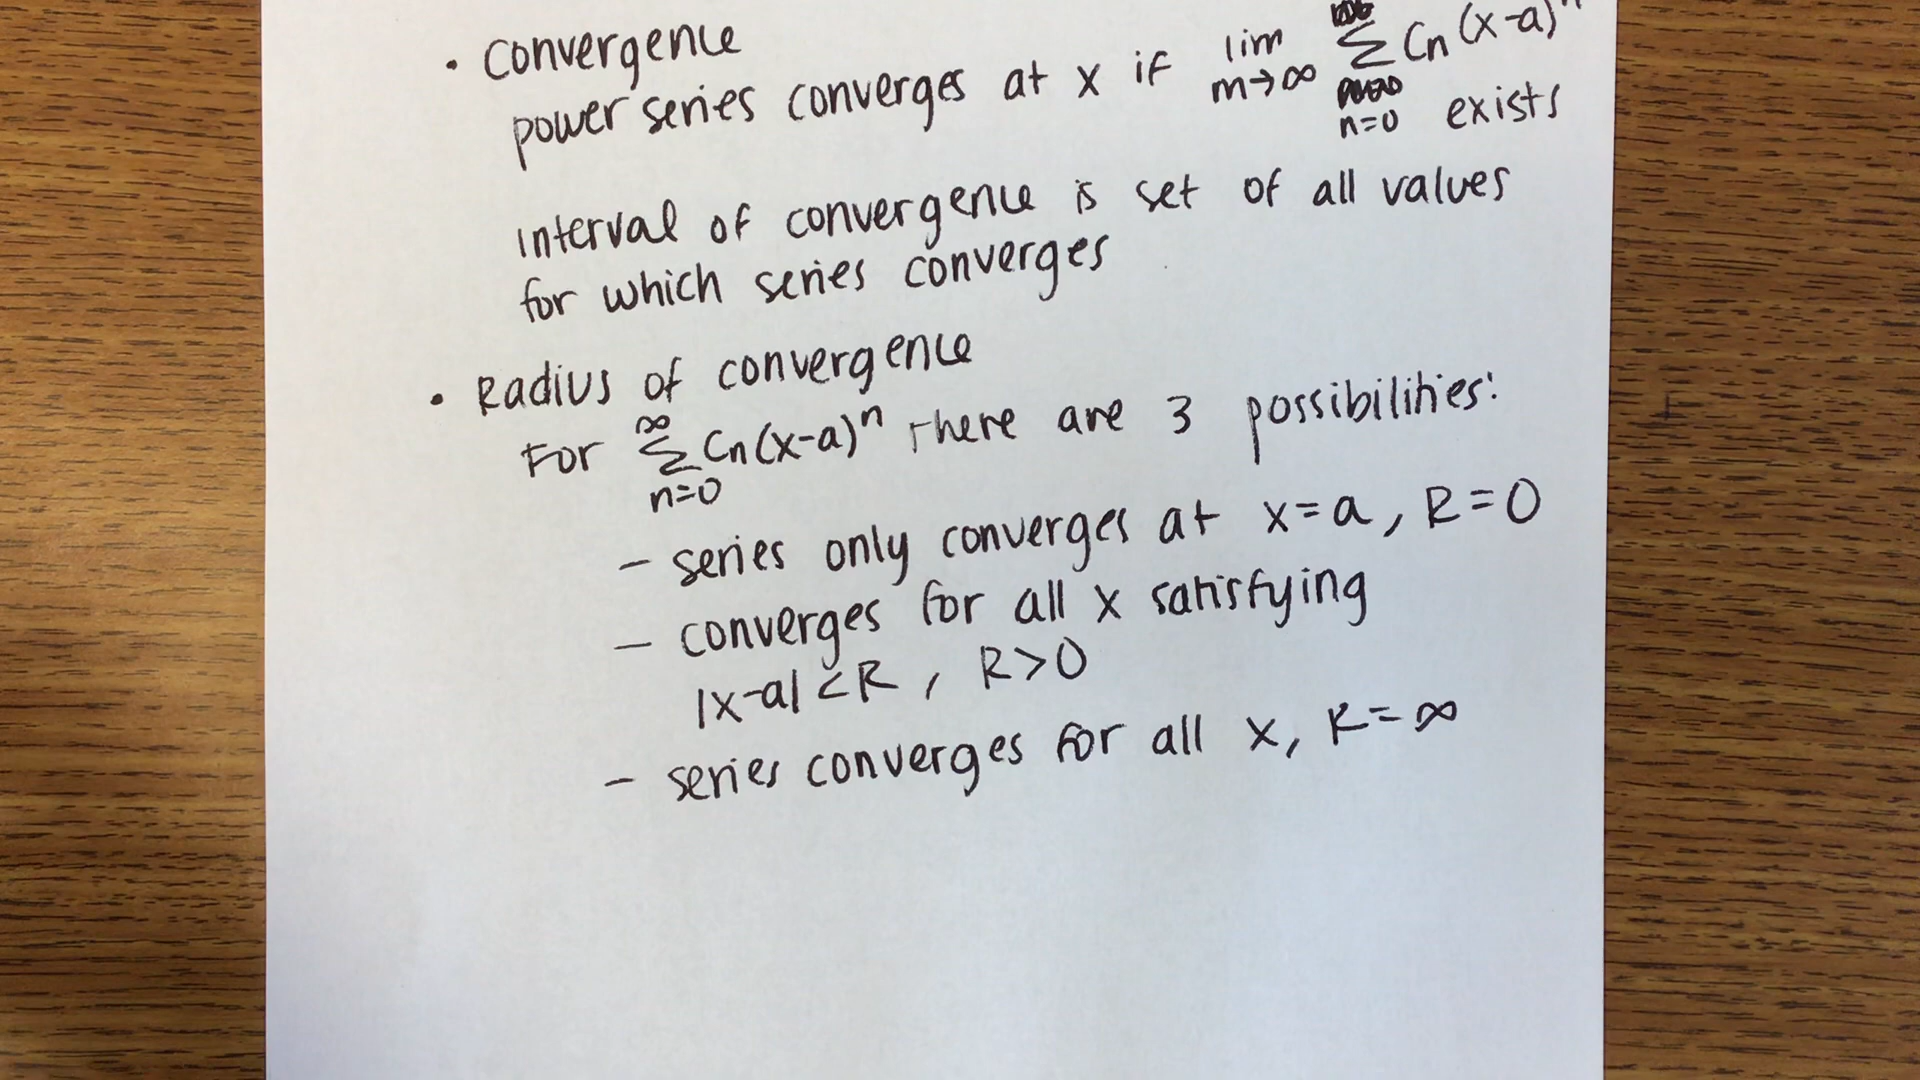 • Convergence
power series converges at x if lim m→∞ Σ n=0 Cn (x-a)^n exists
interval of convergence is set of all values
for which series converges
• Radius of convergence
For ∞ Σ n=0 Cn(x-a)^n there are 3 possibilities:
– series only converges at x=a, R=0
– converges for all x satisfying
|x-a|<R, R>0
– series converges for all x, R=∞